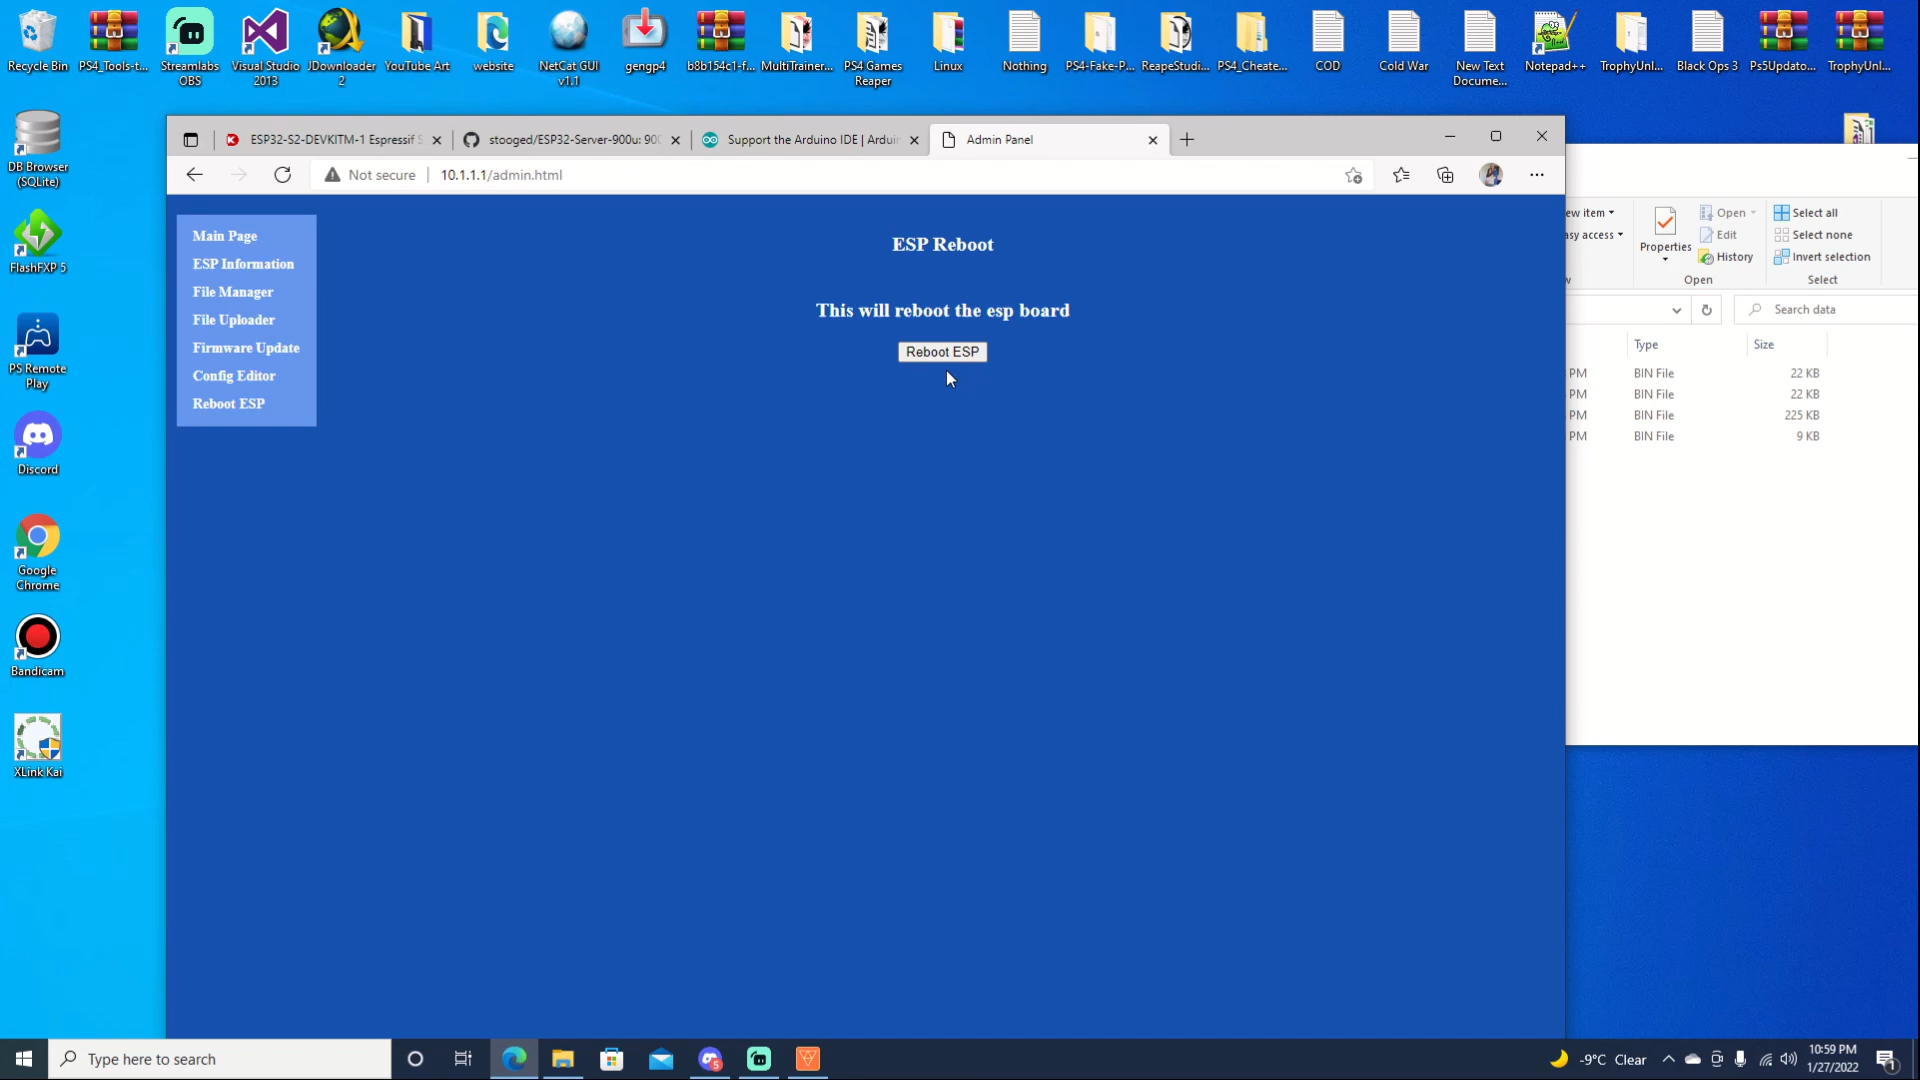 Recycle Bin
PS4_Tools-t...
Streamlabs OBS
Visual Studio 2013
JDownloader 2
YouTube Art
website
NetCat GUI v1.1
gengp4
b8b154c1-f...
MultiTrainer...
PS4 Games Reaper
Linux
Nothing
PS4-Fake-P...
ReapeStudi...
PS4_Cheate...
COD
Cold War
New Text Docume...
Notepad++
TrophyUnl...
Black Ops 3
Ps5Updato...
TrophyUnl...
DB Browser (SQLite)
FlashFXP 5
PS Remote Play
Discord
Google Chrome
Bandicam
XLink Kai
ESP32-S2-DEVKITM-1 Espressif S
stooged/ESP32-Server-900u: 900
Support the Arduino IDE | Arduin
Admin Panel
Not secure
10.1.1.1/admin.html
Main Page
ESP Information
File Manager
File Uploader
Firmware Update
Config Editor
Reboot ESP
ESP Reboot
This will reboot the esp board
Reboot ESP
ew item
asy access
Properties
Open
Edit
History
Open
Select all
Select none
Invert selection
Select
Search data
Type Size
PM BIN File 22 KB
PM BIN File 22 KB
PM BIN File 225 KB
PM BIN File 9 KB
Type here to search
-9°C Clear
10:59 PM
1/27/2022